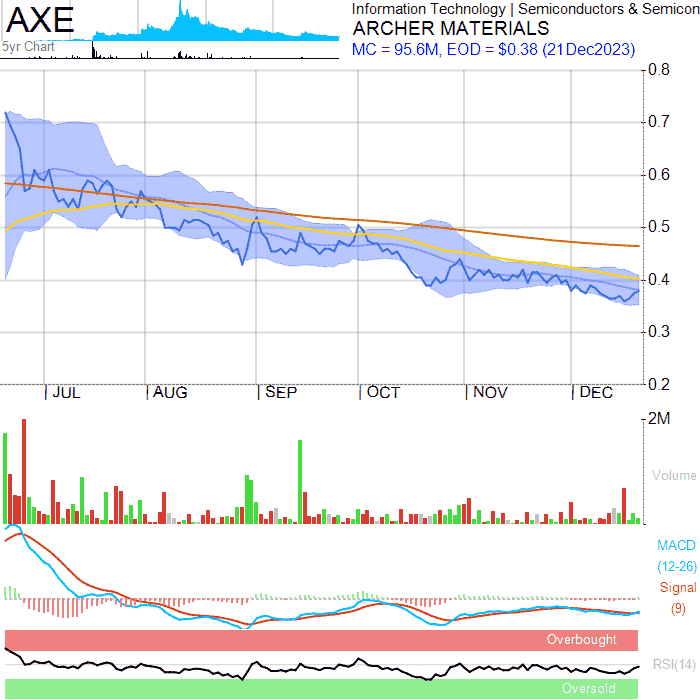 AXE
5yr Chart
Information Technology | Semiconductors & Semicon
ARCHER MATERIALS
MC = 95.6M, EOD = $0.38 (21Dec2023)
0.8
0.7
0.6
0.5
0.4
0.3
0.2
JUL AUG SEP OCT NOV DEC
2M
Volume
MACD
(12-26)
Signal
(9)
Overbought
RSI(14)
Oversold